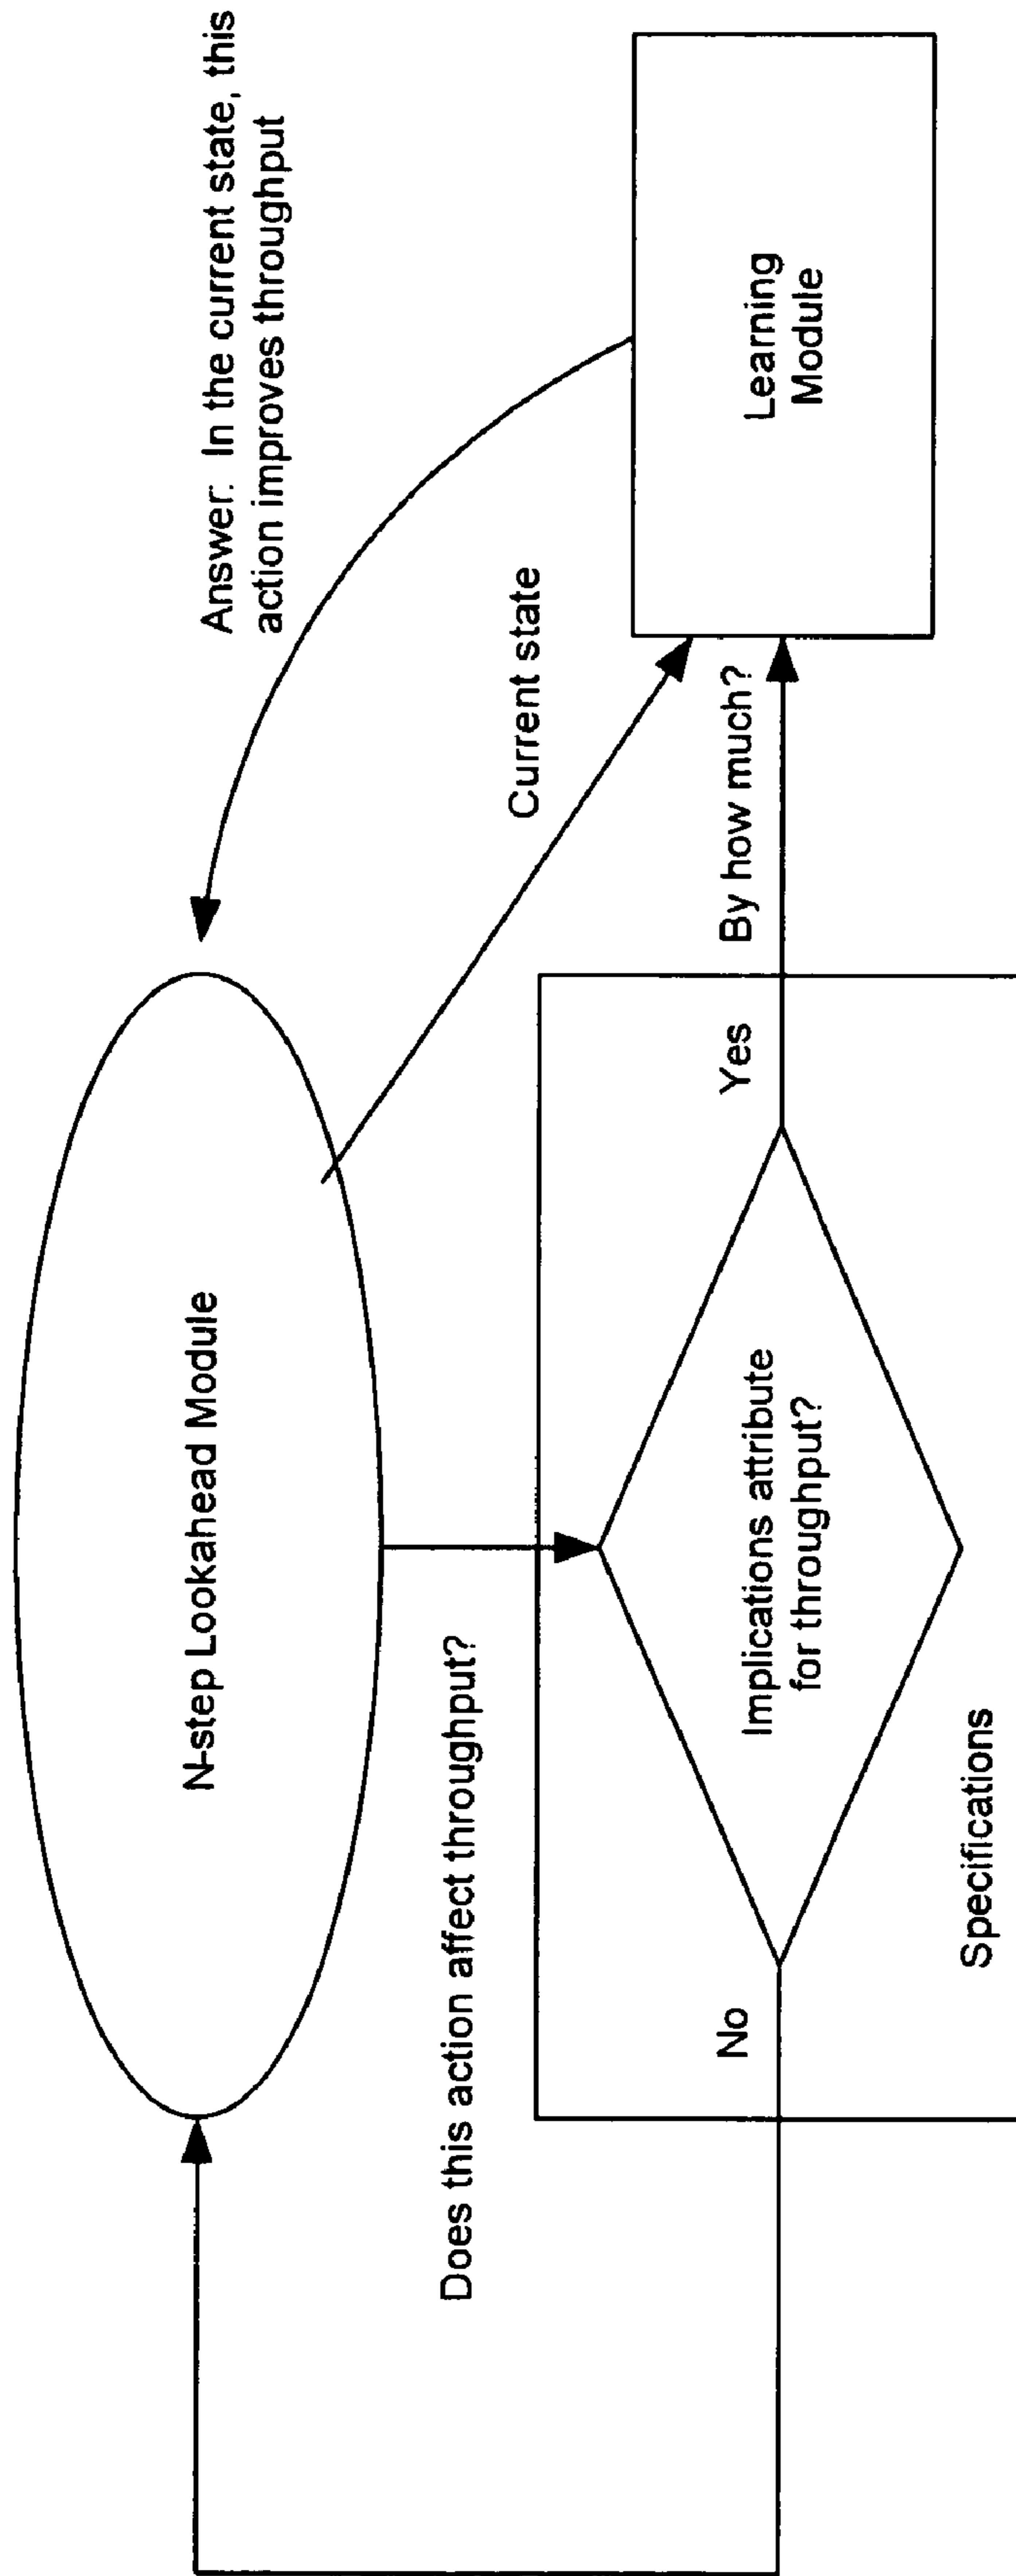 N-step Lookahead Module
Answer: In the current state, this
action improves throughput
Does this action affect throughput?
Current state
No
Implications attribute
for throughput?
Yes
By how much?
Learning
Module
Specifications